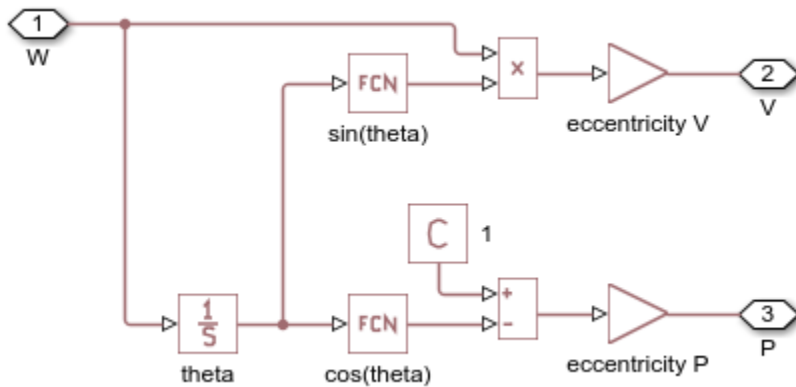 1
W
FCN
sin(theta)
×
eccentricity V
2
V
C
1
1
S
theta
FCN
cos(theta)
+
-
eccentricity P
3
P